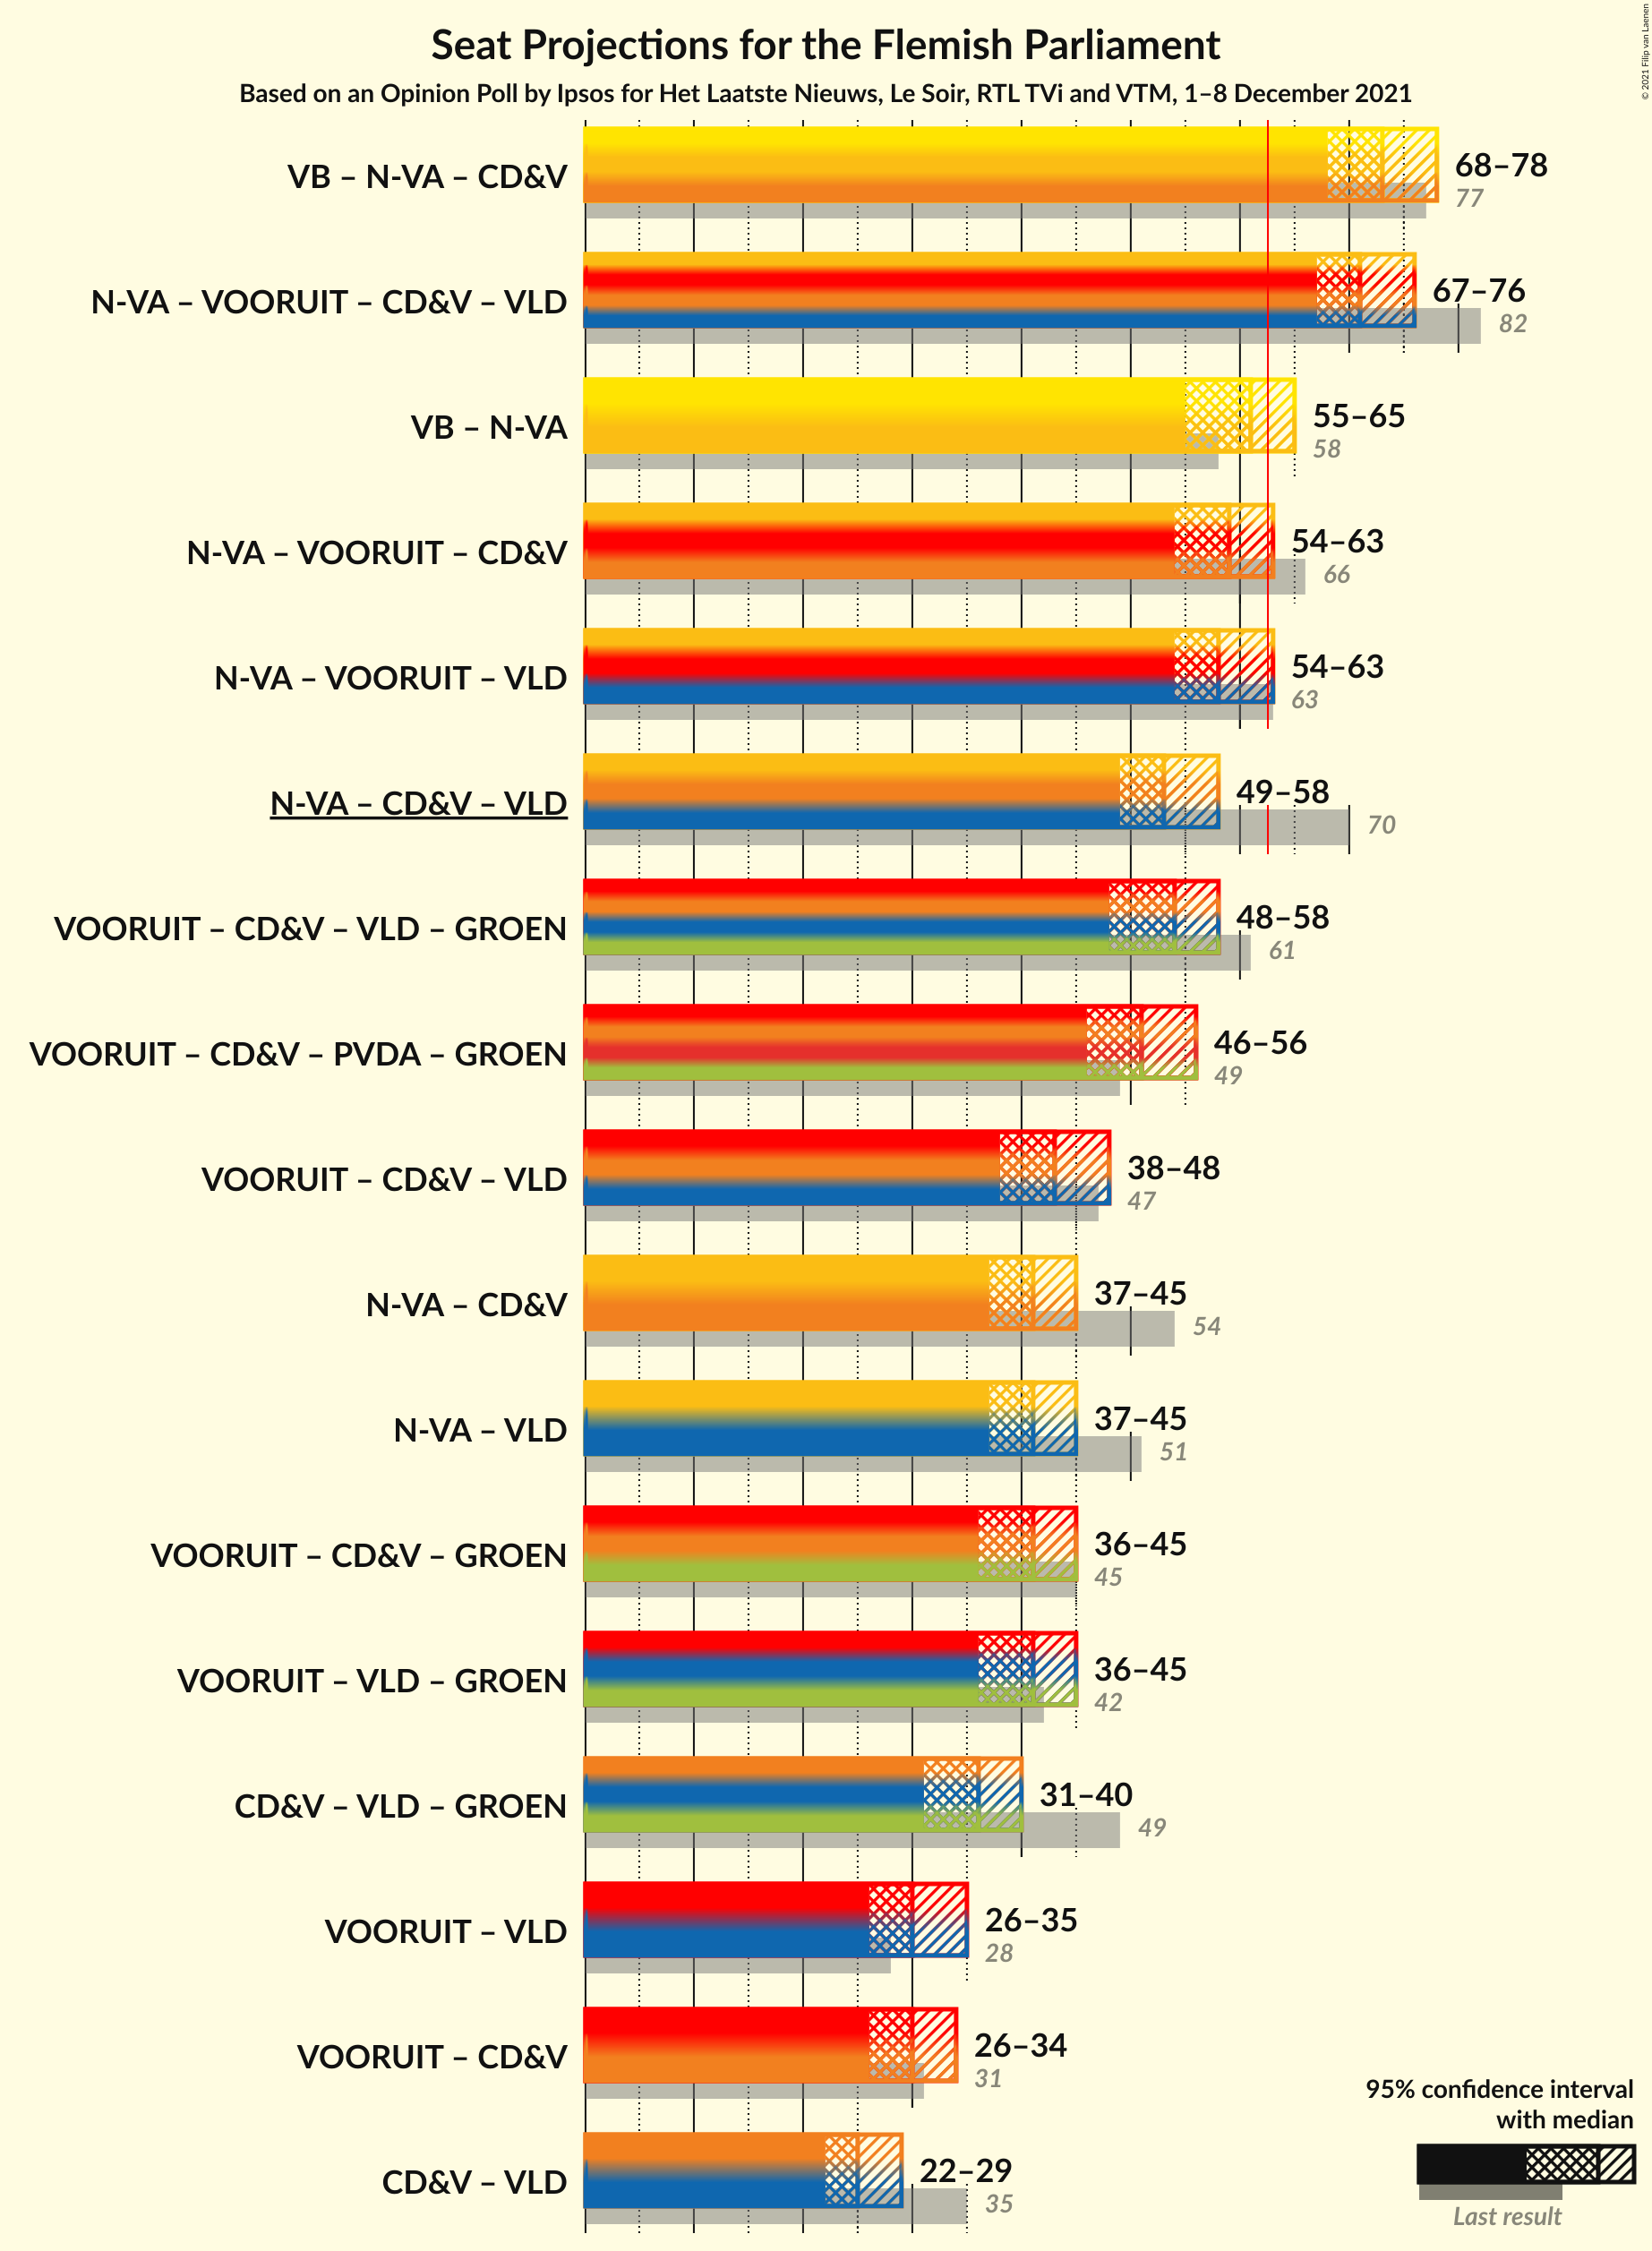 Seat Projections for the Flemish Parliament
Based on an Opinion Poll by Ipsos for Het Laatste Nieuws, Le Soir, RTL TVi and VTM, 1–8 December 2021
© 2021 Filip van Laenen
VB – N-VA – CD&V
68–78
77
N-VA – VOORUIT – CD&V – VLD
67–76
82
VB – N-VA
55–65
58
N-VA – VOORUIT – CD&V
54–63
66
N-VA – VOORUIT – VLD
54–63
63
N-VA – CD&V – VLD
49–58
70
VOORUIT – CD&V – VLD – GROEN
48–58
61
VOORUIT – CD&V – PVDA – GROEN
46–56
49
VOORUIT – CD&V – VLD
38–48
47
N-VA – CD&V
37–45
54
N-VA – VLD
37–45
51
VOORUIT – CD&V – GROEN
36–45
45
VOORUIT – VLD – GROEN
36–45
42
CD&V – VLD – GROEN
31–40
49
VOORUIT – VLD
26–35
28
VOORUIT – CD&V
26–34
31
CD&V – VLD
22–29
35
95% confidence interval
with median
Last result